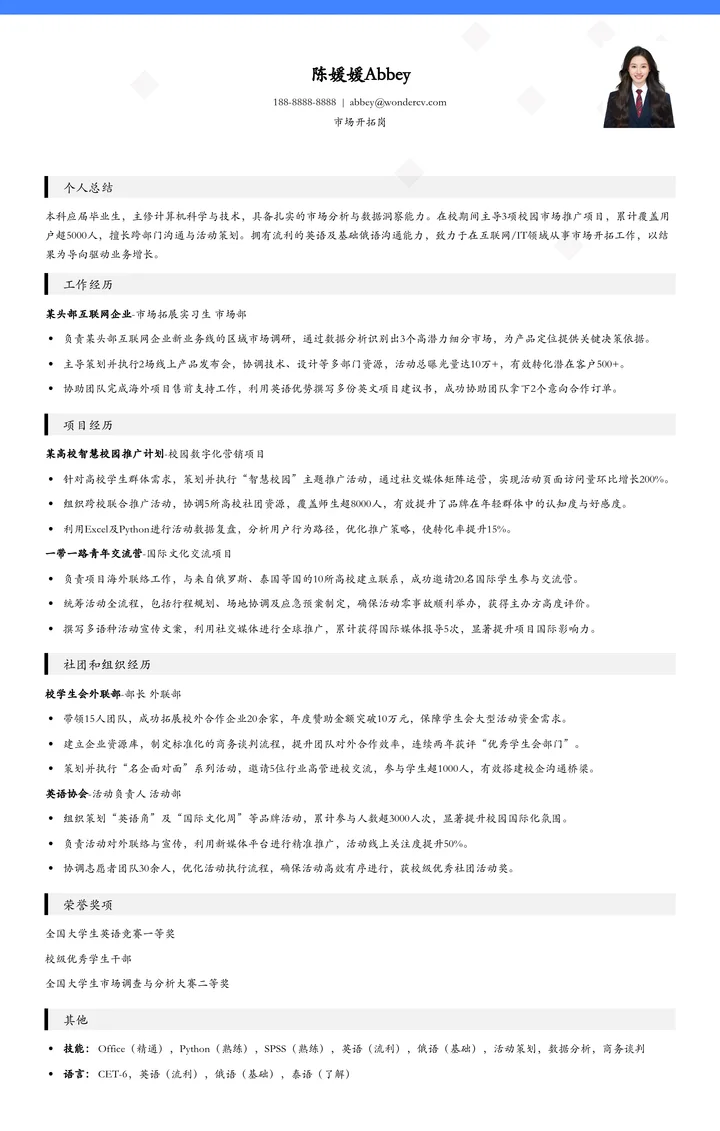 陈媛媛Abbey
188-8888-8888 | abbey@wondercv.com
市场开拓岗
个人总结
本科应届毕业生，主修计算机科学与技术，具备扎实的市场分析与数据洞察能力。在校期间主导3项校园市场推广项目，累计覆盖用
户超5000人，擅长跨部门沟通与活动策划。拥有流利的英语及基础俄语沟通能力，致力于在互联网/IT领域从事市场开拓工作，以结
果为导向驱动业务增长。
工作经历
某头部互联网企业-市场拓展实习生 市场部
• 负责某头部互联网企业新业务线的区域市场调研，通过数据分析识别出3个高潜力细分市场，为产品定位提供关键决策依据。
• 主导策划并执行2场线上产品发布会，协调技术、设计等多部门资源，活动总曝光量达10万+，有效转化潜在客户500+。
• 协助团队完成海外项目售前支持工作，利用英语优势撰写多份英文项目建议书，成功协助团队拿下2个意向合作订单。
项目经历
某高校智慧校园推广计划-校园数字化营销项目
• 针对高校学生群体需求，策划并执行“智慧校园”主题推广活动，通过社交媒体矩阵运营，实现活动页面访问量环比增长200%。
• 组织跨校联合推广活动，协调5所高校社团资源，覆盖师生超8000人，有效提升了品牌在年轻群体中的认知度与好感度。
• 利用Excel及Python进行活动数据复盘，分析用户行为路径，优化推广策略，使转化率提升15%。
一带一路青年交流营-国际文化交流项目
• 负责项目海外联络工作，与来自俄罗斯、泰国等国的10所高校建立联系，成功邀请20名国际学生参与交流营。
• 统筹活动全流程，包括行程规划、场地协调及应急预案制定，确保活动零事故顺利举办，获得主办方高度评价。
• 撰写多语种活动宣传文案，利用社交媒体进行全球推广，累计获得国际媒体报导5次，显著提升项目国际影响力。
社团和组织经历
校学生会外联部-部长 外联部
• 带领15人团队，成功拓展校外合作企业20余家，年度赞助金额突破10万元，保障学生会大型活动资金需求。
• 建立企业资源库，制定标准化的商务谈判流程，提升团队对外合作效率，连续两年获评“优秀学生会部门”。
• 策划并执行“名企面对面”系列活动，邀请5位行业高管进校交流，参与学生超1000人，有效搭建校企沟通桥梁。
英语协会-活动负责人 活动部
• 组织策划“英语角”及“国际文化周”等品牌活动，累计参与人数超3000人次，显著提升校园国际化氛围。
• 负责活动对外联络与宣传，利用新媒体平台进行精准推广，活动线上关注度提升50%。
• 协调志愿者团队30余人，优化活动执行流程，确保活动高效有序进行，获校级优秀社团活动奖。
荣誉奖项
全国大学生英语竞赛一等奖
校级优秀学生干部
全国大学生市场调查与分析大赛二等奖
其他
• 技能： Office（精通）, Python（熟练）, SPSS（熟练）, 英语（流利）, 俄语（基础）, 活动策划, 数据分析, 商务谈判
• 语言： CET-6, 英语（流利）, 俄语（基础）, 泰语（了解）